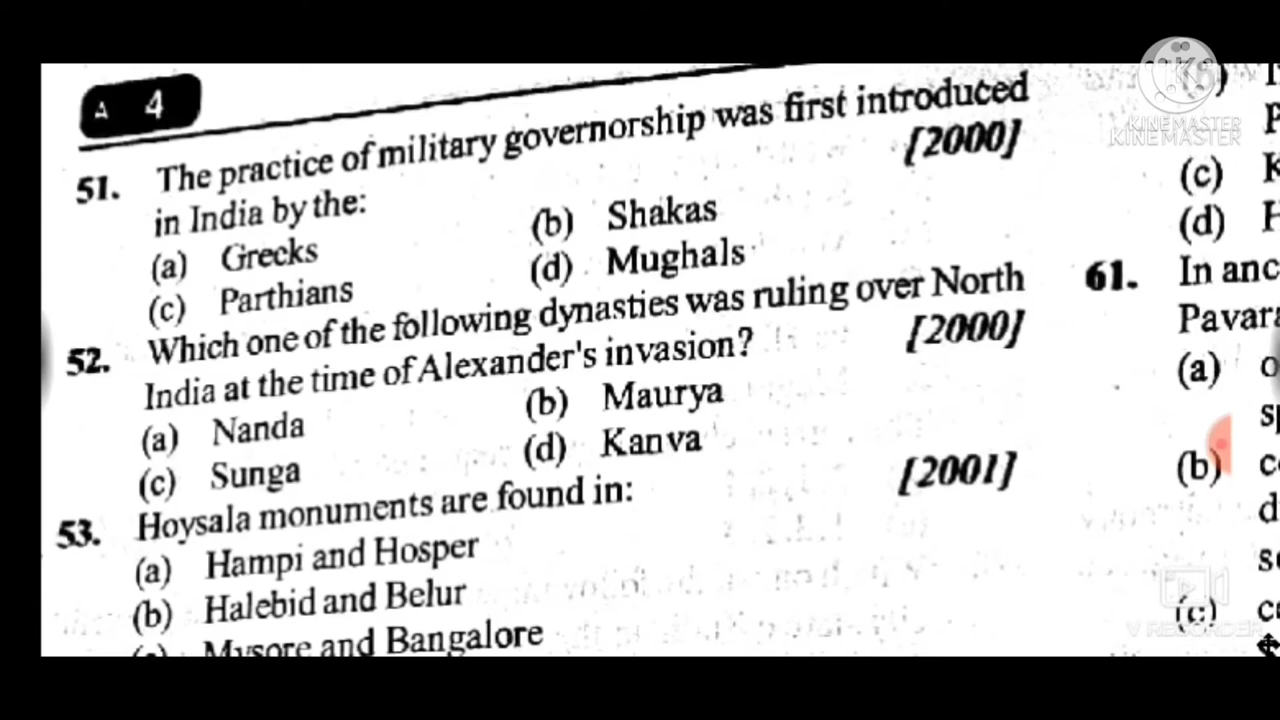 A 4
51. The practice of military governorship was first introduced
in India by the: [2000]
(a) Greeks (b) Shakas
(c) Parthians (d) Mughals
52. Which one of the following dynasties was ruling over North
India at the time of Alexander's invasion? [2000]
(a) Nanda (b) Maurya
(c) Sunga (d) Kanva
53. Hoysala monuments are found in: [2001]
(a) Hampi and Hosper
(b) Halebid and Belur
Mysore and Bangalore
(c)
(d)
61. In anc
Pavar
(a)
(b)
(c)
KINEMASTER
KINEMASTER
V RECORDER